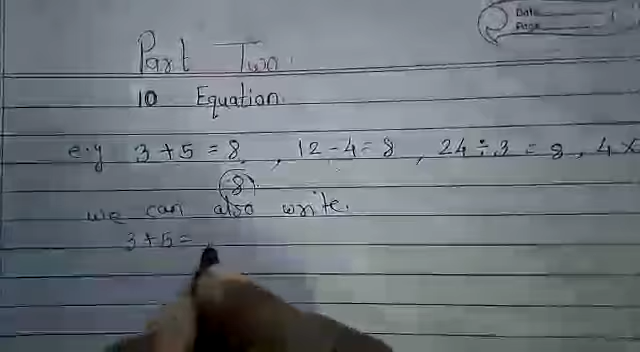 Date
Page
Part Two.
10 Equation.
e.g 3+5=8, 12-4=8, 24÷3=8, 4×
8
we can also write.
3+5=